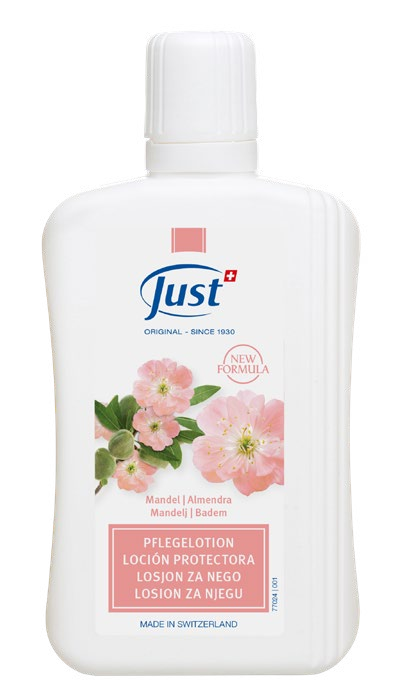 Just
ORIGINAL - SINCE 1930
NEW
FORMULA
Mandel | Almendra
Mandelj | Badem
PFLEGELOTION
LOCIÓN PROTECTORA
LOSJON ZA NEGO
LOSION ZA NJEGU
77024 | 001
MADE IN SWITZERLAND